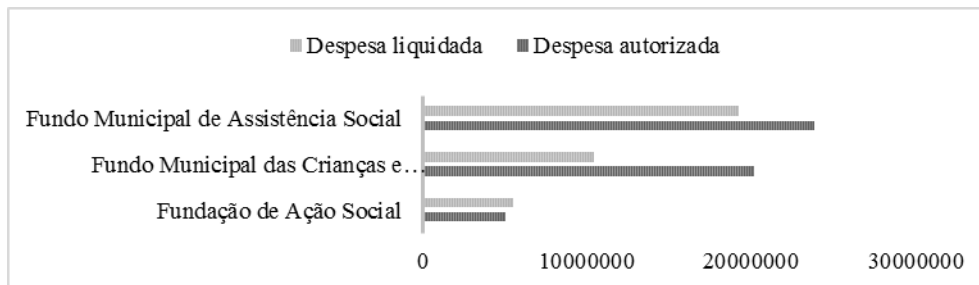 Despesa liquidada Despesa autorizada
Fundo Municipal de Assistência Social
Fundo Municipal das Crianças e…
Fundação de Ação Social
0 10000000 20000000 30000000